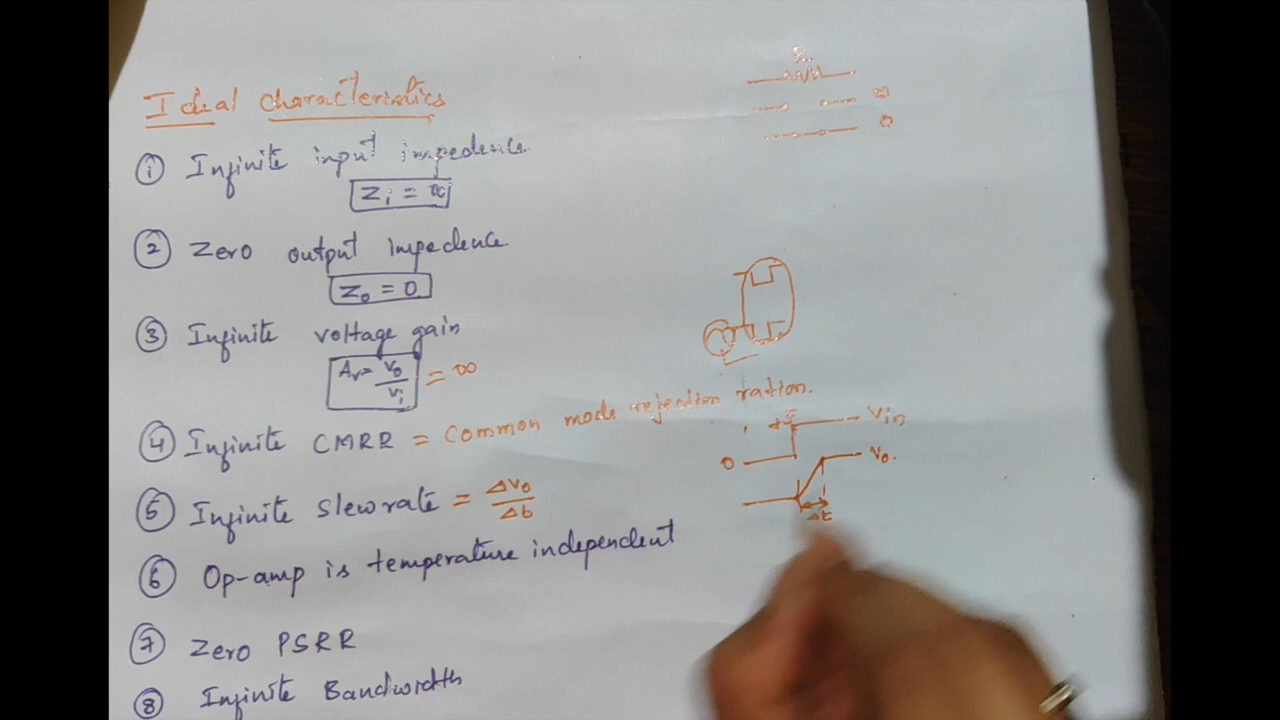 Ideal Characteristics
∞
0
① Infinite input impedence
Zi = ∞
② Zero output impedence
Zo = 0
③ Infinite voltage gain
Av = Vo/Vi = ∞
④ Infinite CMRR = Common mode rejection ration.
⑤ Infinite Slew rate = ΔVo/Δt
+5 Vin
0
Vo.
Δt
⑥ Op-amp is temperature independent
⑦ Zero PSRR
⑧ Infinite Bandwidth